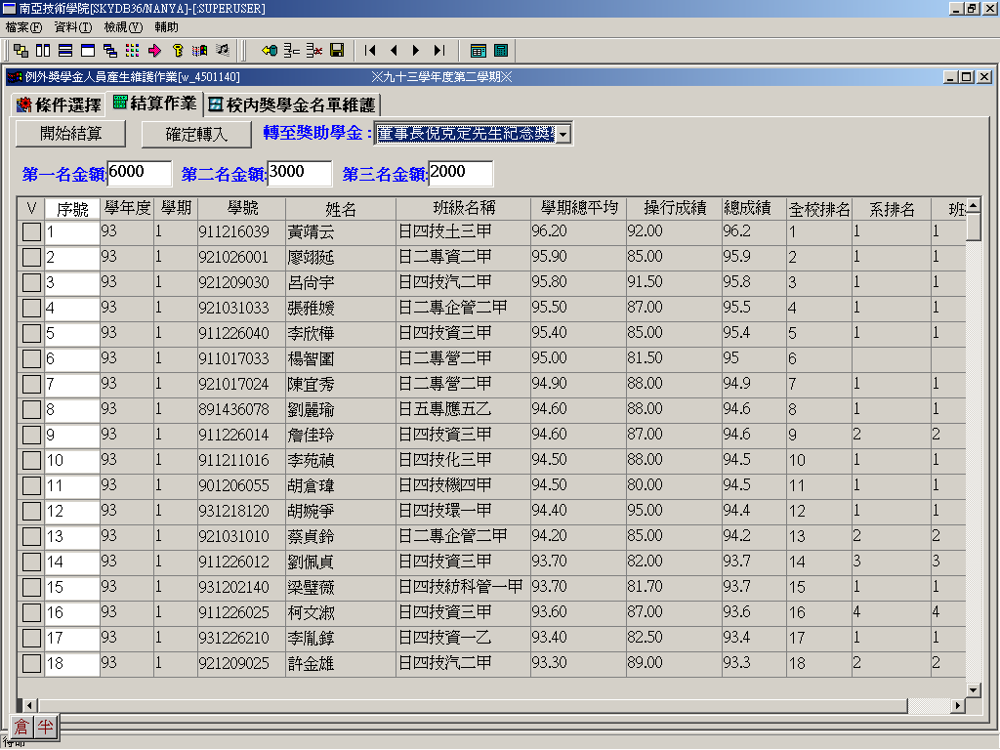 南亞技術學院[SKYDB36/NANYA]-[:SUPERUSER]
檔案(F) 資料(T) 檢視(V) 輔助
例外獎學金人員產生維護作業[w_4501140] ※九十三學年度第二學期※
條件選擇 結算作業 校內獎學金名單維護
開始結算 確定轉入 轉至獎助學金: 董事長倪克定先生紀念獎
第一名金額:6000 第二名金額:3000 第三名金額:2000
V 序號 學年度 學期 學號 姓名 班級名稱 學期總平均 操行成績 總成績 全校排名 系排名 班
1 93 1 911216039 黃靖云 日四技土三甲 96.20 92.00 96.2 1 1 1
2 93 1 921026001 廖翊延 日二專資二甲 95.90 85.00 95.9 2 1 1
3 93 1 921209030 呂尚宇 日四技汽二甲 95.80 91.50 95.8 3 1 1
4 93 1 921031033 張雅媛 日二專企管二甲 95.50 87.00 95.5 4 1 1
5 93 1 911226040 李欣樺 日四技資三甲 95.40 85.00 95.4 5 1 1
6 93 1 911017033 楊智圍 日二專營二甲 95.00 81.50 95 6
7 93 1 921017024 陳宜秀 日二專營二甲 94.90 88.00 94.9 7 1 1
8 93 1 891436078 劉麗瑜 日五專應五乙 94.60 88.00 94.6 8 1 1
9 93 1 911226014 詹佳玲 日四技資三甲 94.60 87.00 94.6 9 2 2
10 93 1 911211016 李苑禎 日四技化三甲 94.50 88.00 94.5 10 1 1
11 93 1 901206055 胡倉瑋 日四技機四甲 94.50 80.00 94.5 11 1 1
12 93 1 931218120 胡婉爭 日四技環一甲 94.40 95.00 94.4 12 1 1
13 93 1 921031010 蔡貞鈴 日二專企管二甲 94.20 85.00 94.2 13 2 2
14 93 1 911226012 劉佩貞 日四技資三甲 93.70 82.00 93.7 14 3 3
15 93 1 931202140 梁璧薇 日四技紡科管一甲 93.70 81.70 93.7 15 1 1
16 93 1 911226025 柯文淑 日四技資三甲 93.60 87.00 93.6 16 4 4
17 93 1 931226210 李胤錞 日四技資一乙 93.40 82.50 93.4 17 1 1
18 93 1 921209025 許金雄 日四技汽二甲 93.30 89.00 93.3 18 2 2
倉 半